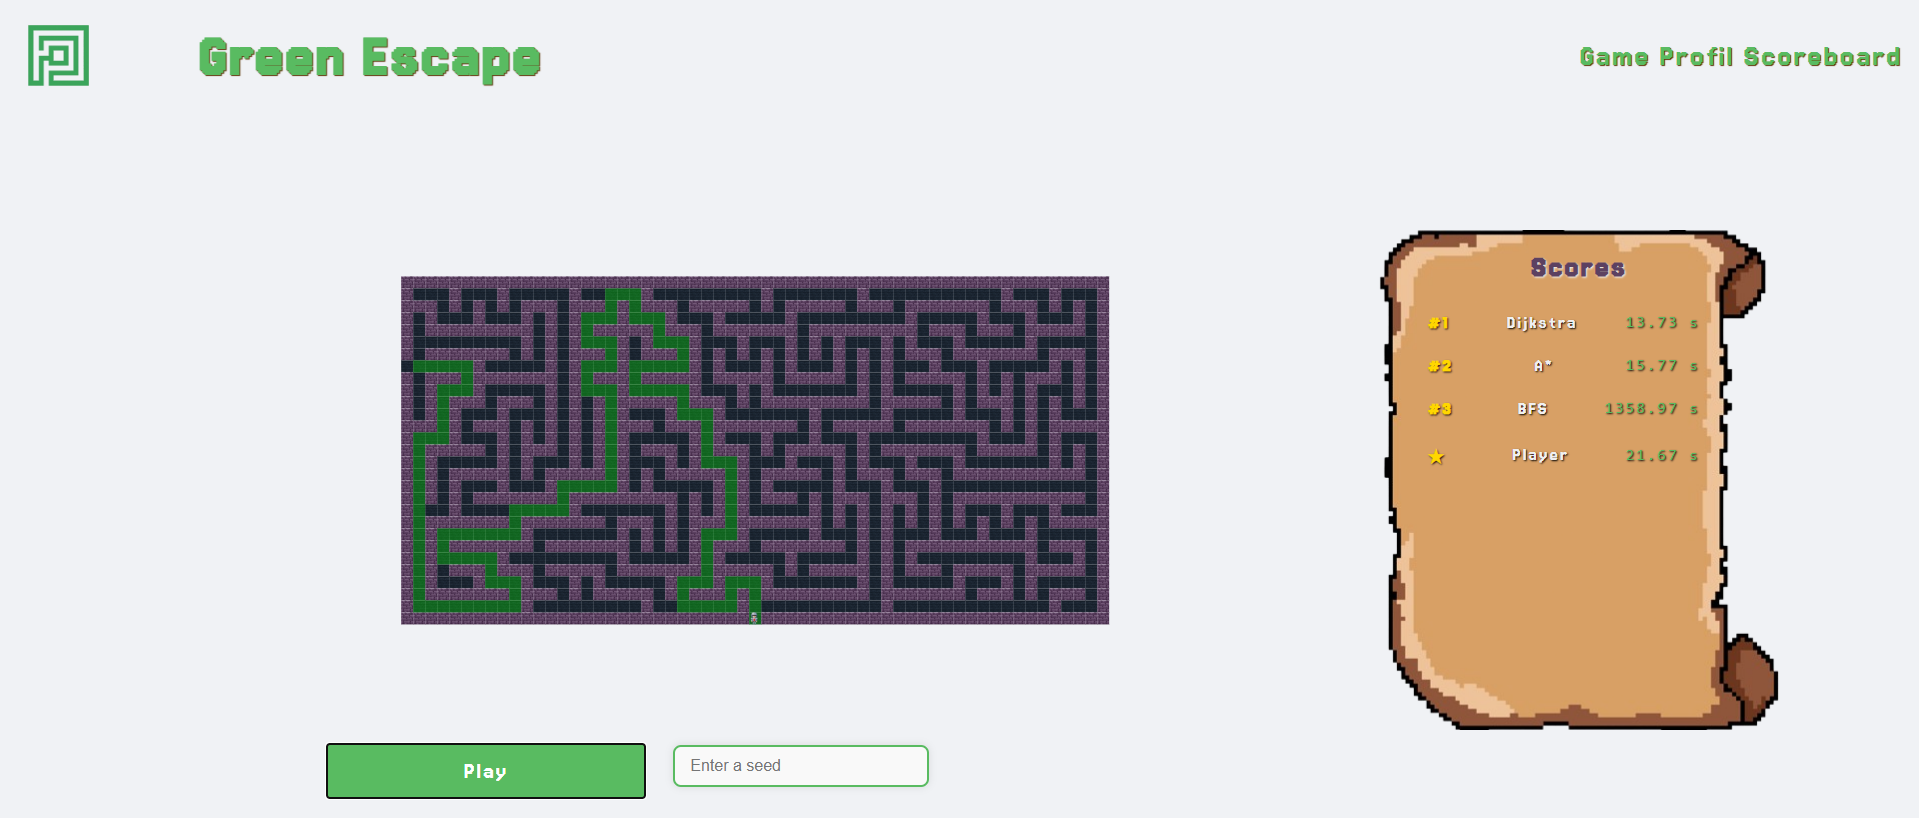 Green Escape
Game Profil Scoreboard
Scores
#1 Dijkstra 13.73 s
#2 A* 15.77 s
#3 BFS 1358.97 s
★ Player 21.67 s
Play
Enter a seed